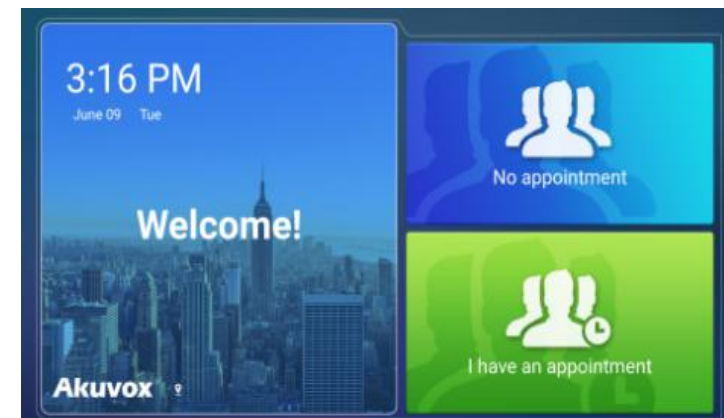 3:16 PM
June 09 Tue
Welcome!
Akuvox
No appointment
I have an appointment